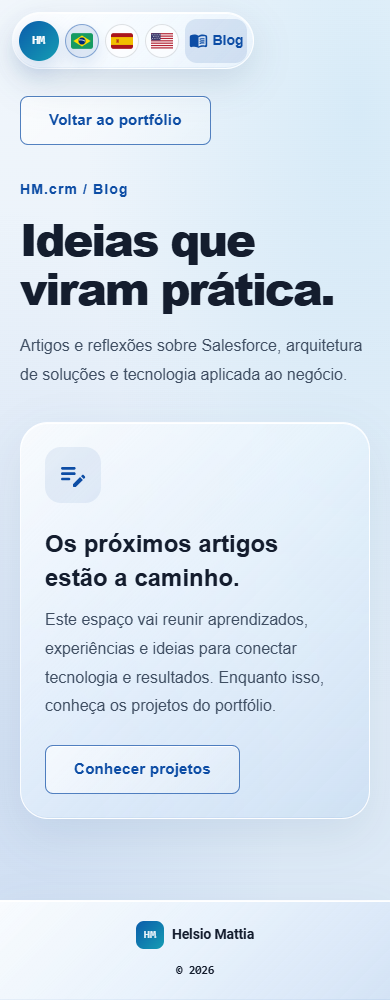 HM Blog
Voltar ao portfólio
HM.crm / Blog
Ideias que
viram prática.
Artigos e reflexões sobre Salesforce, arquitetura
de soluções e tecnologia aplicada ao negócio.
Os próximos artigos
estão a caminho.
Este espaço vai reunir aprendizados,
experiências e ideias para conectar
tecnologia e resultados. Enquanto isso,
conheça os projetos do portfólio.
Conhecer projetos
HM Helsio Mattia
© 2026